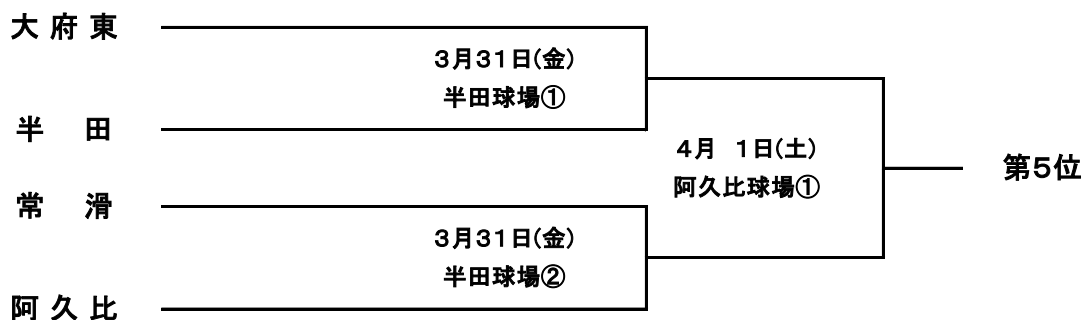 大府東
3月31日(金)
半田球場①
半田
4月 1日(土)
阿久比球場①
第5位
常滑
3月31日(金)
半田球場②
阿久比